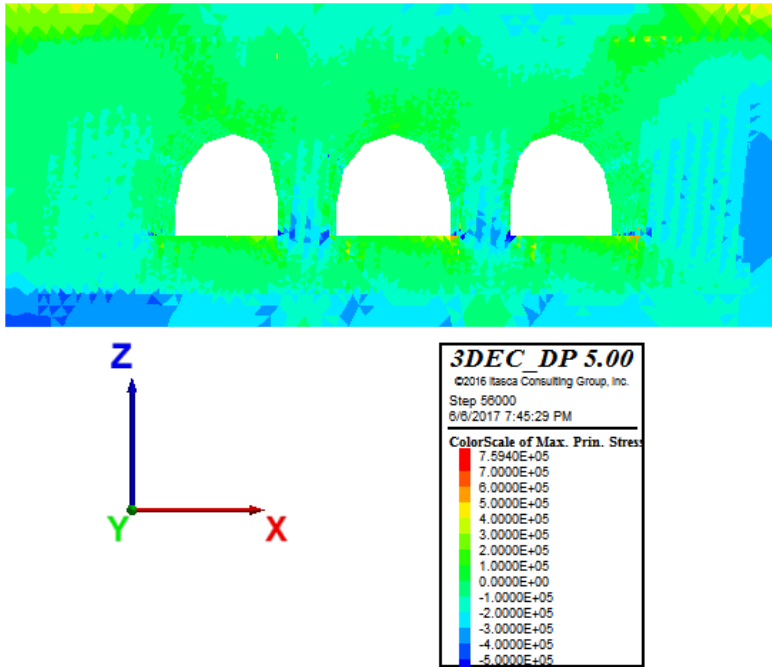 Z
Y
X
3DEC_DP 5.00
©2016 Itasca Consulting Group, Inc.
Step 56000
6/6/2017 7:45:29 PM
ColorScale of Max. Prin. Stress
7.5940E+05
7.0000E+05
6.0000E+05
5.0000E+05
4.0000E+05
3.0000E+05
2.0000E+05
1.0000E+05
0.0000E+00
-1.0000E+05
-2.0000E+05
-3.0000E+05
-4.0000E+05
-5.0000E+05